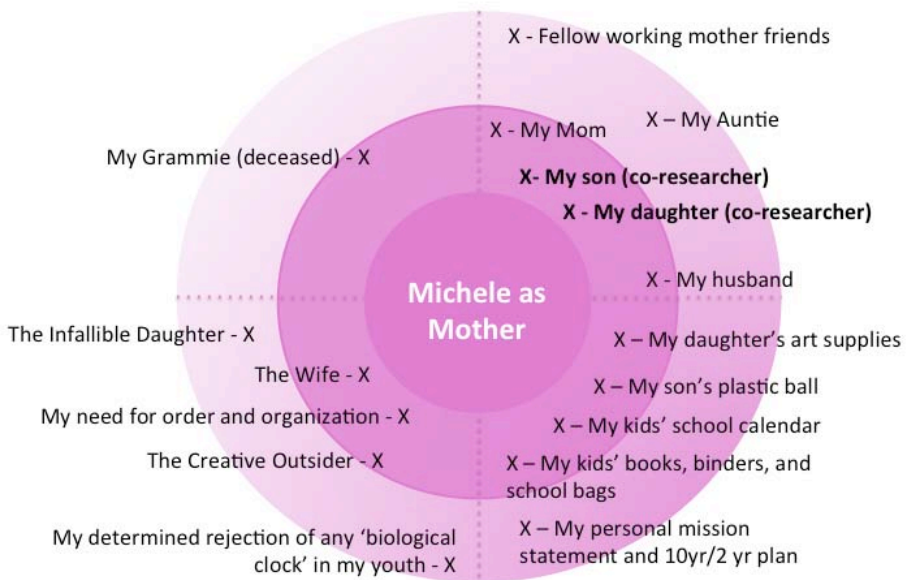 X - Fellow working mother friends
X – My Auntie
X - My Mom
My Grammie (deceased) - X
X- My son (co-researcher)
X - My daughter (co-researcher)
X - My husband
Michele as
Mother
The Infallible Daughter - X
X – My daughter’s art supplies
The Wife - X
X – My son’s plastic ball
My need for order and organization - X
X – My kids’ school calendar
The Creative Outsider - X
X – My kids’ books, binders, and
school bags
X – My personal mission
statement and 10yr/2 yr plan
My determined rejection of any ‘biological
clock’ in my youth - X